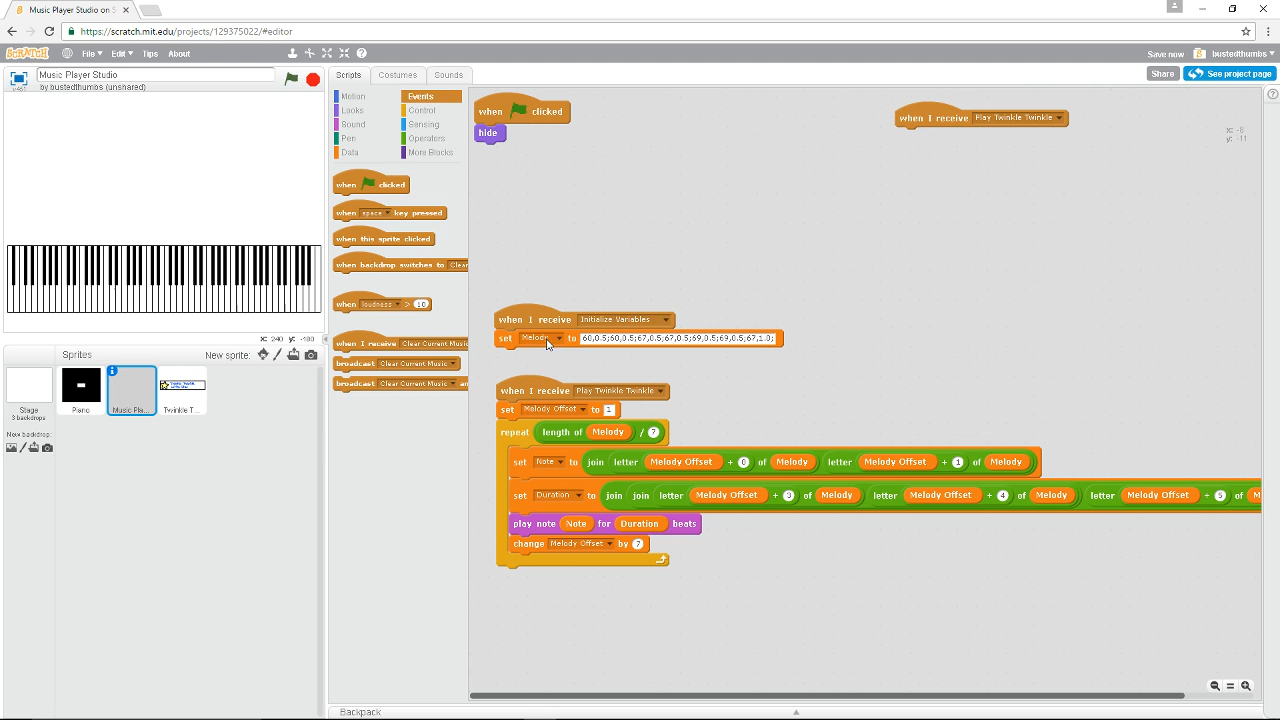 Music Player Studio on S
https://scratch.mit.edu/projects/129375022/#editor
SCRATCH File Edit Tips About Save now bustedthumbs
Music Player Studio
by bustedthumbs (unshared)
v461
Scripts Costumes Sounds
Share See project page
Motion Events
Looks Control
Sound Sensing
Pen Operators
Data More Blocks
when clicked
when space key pressed
when this sprite clicked
when backdrop switches to Clear
when loudness > 10
when I receive Clear Current Music
broadcast Clear Current Music
broadcast Clear Current Music an
when clicked
hide
when I receive Play Twinkle Twinkle
x: -8
y: -11
when I receive Initialize Variables
set Melody to 60,0.5;60,0.5;67,0.5;67,0.5;69,0.5;69,0.5;67,1.0;
when I receive Play Twinkle Twinkle
set Melody Offset to 1
repeat length of Melody / 7
set Note to join letter Melody Offset + 0 of Melody letter Melody Offset + 1 of Melody
set Duration to join join letter Melody Offset + 3 of Melody letter Melody Offset + 4 of Melody letter Melody Offset + 5 of M
play note Note for Duration beats
change Melody Offset by 7
x: 240 y: -180
Sprites New sprite:
Stage
3 backdrops
New backdrop:
Piano
Music Pla...
Twinkle T...
Backpack